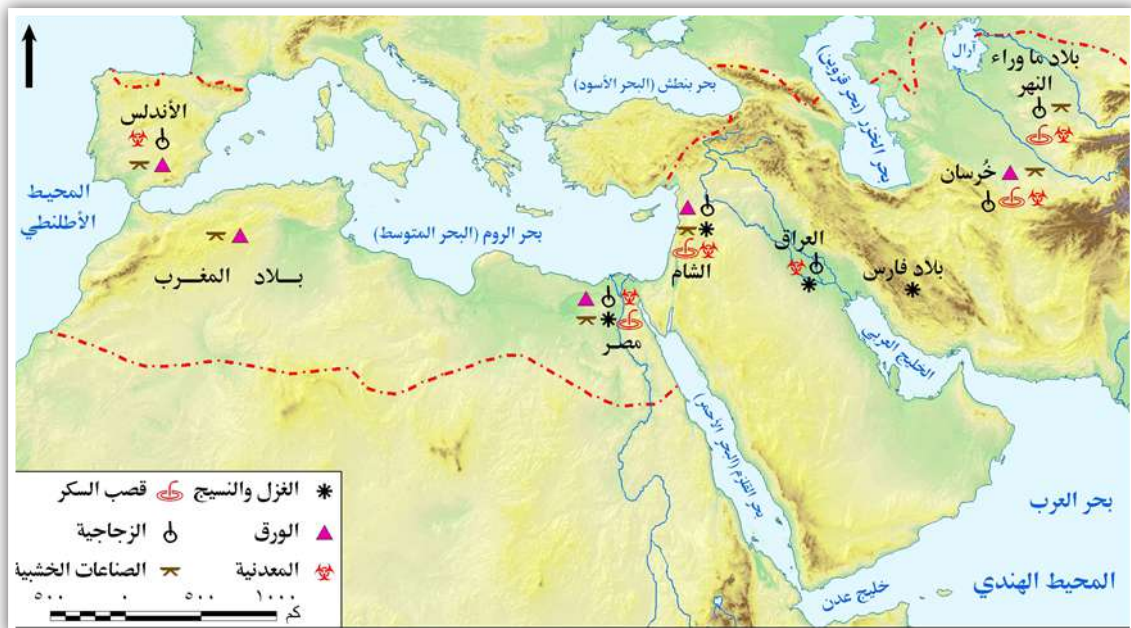 آرال
بلاد ما وراء
النهر
بحر الخزر (بحر قزوين)
بحر بنطش (البحر الأسود)
الأندلس
خُرسان
المحيط
الأطلنطي
بحر الروم (البحر المتوسط)
العراق
الشام
بلاد فارس
بلاد المغرب
مصر
الخليج العربي
بحر القلزم (البحر الأحمر)
بحر العرب
المحيط الهندي
خليج عدن
الغزل والنسيج
قصب السكر
الورق
الزجاجية
المعدنية
الصناعات الخشبية
٥٠٠ ٠ ٥٠٠ ١٠٠٠
كم